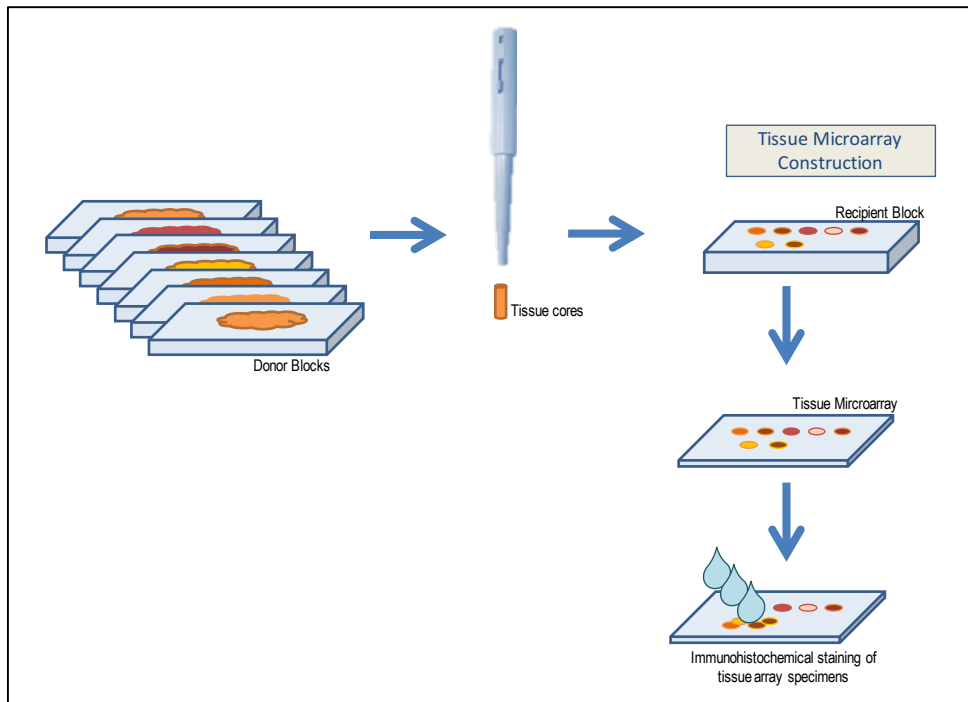 Tissue Microarray
Construction
Recipient Block
Tissue cores
Donor Blocks
Tissue Mircroarray
Immunohistochemical staining of
tissue array specimens